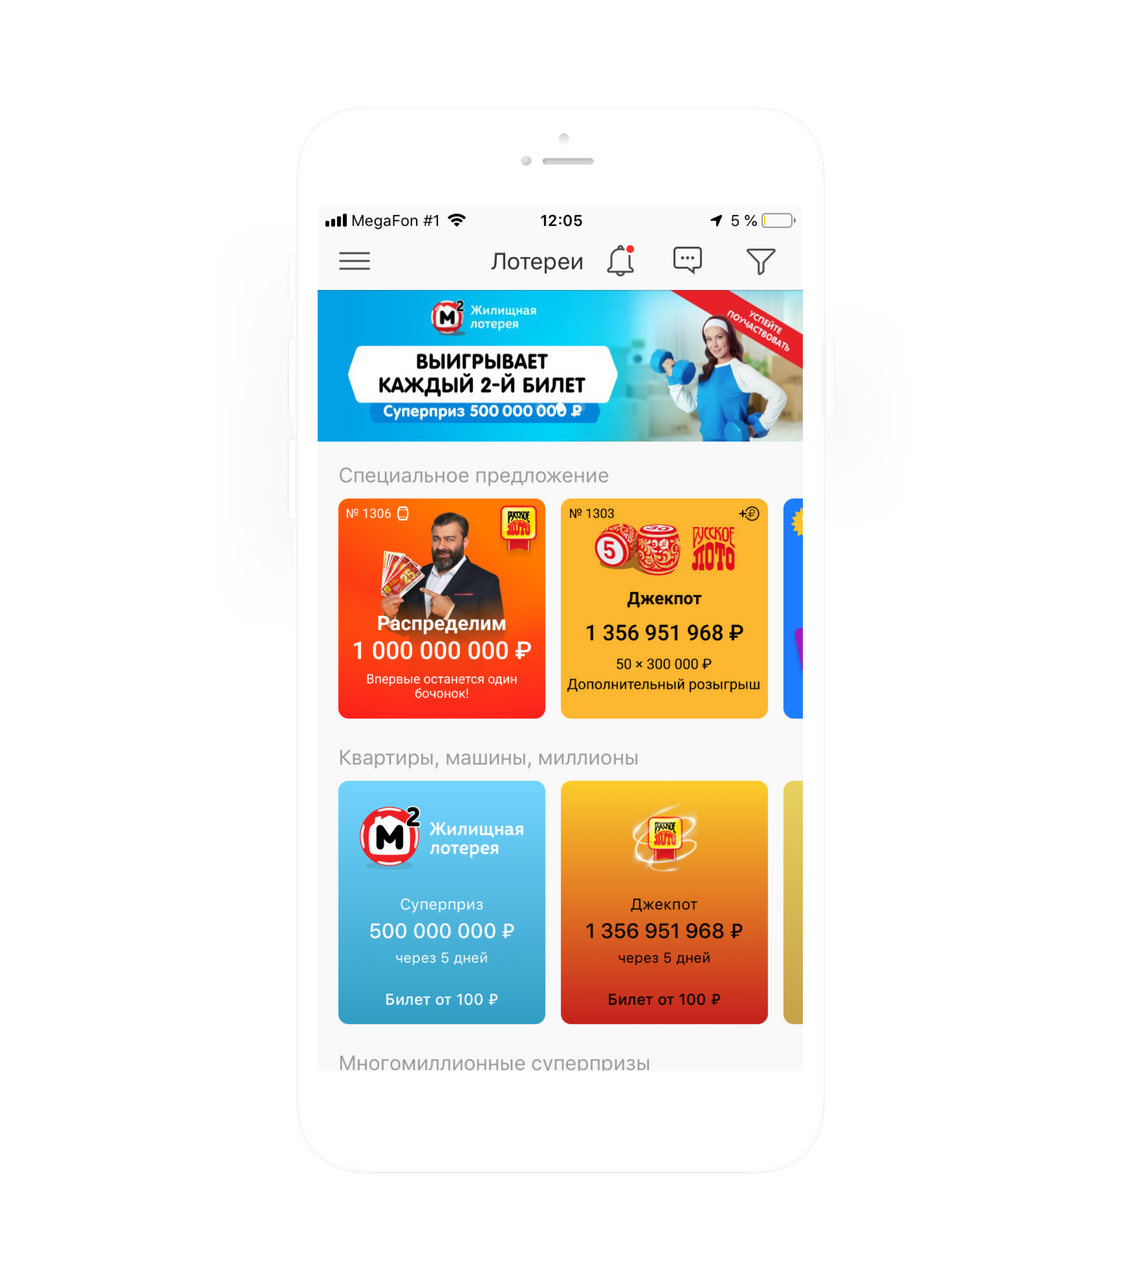 MegaFon #1
12:05
5 %
Лотереи
М2
Жилищная
лотерея
УСПЕЙТЕ
ПОУЧАСТВОВАТЬ
ВЫИГРЫВАЕТ
КАЖДЫЙ 2-Й БИЛЕТ
Суперприз 500 000 000 ₽
Специальное предложение
№ 1306
РУССКОЕ
ЛОТО
25
Распределим
1 000 000 000 ₽
Впервые останется один
бочонок!
№ 1303
+₽
5
РУССКОЕ
ЛОТО
Джекпот
1 356 951 968 ₽
50 × 300 000 ₽
Дополнительный розыгрыш
Квартиры, машины, миллионы
М2
Жилищная
лотерея
Суперприз
500 000 000 ₽
через 5 дней
Билет от 100 ₽
РУССКОЕ
ЛОТО
Джекпот
1 356 951 968 ₽
через 5 дней
Билет от 100 ₽
Многомиллионные суперпризы